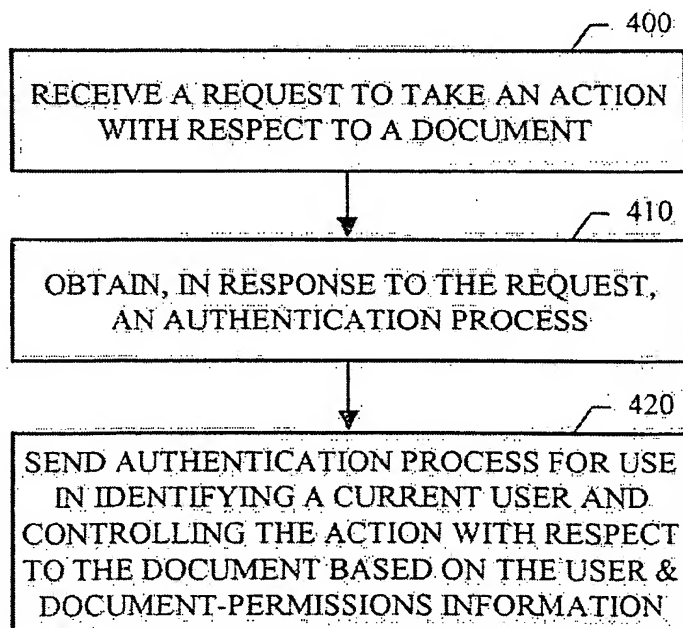 400
RECEIVE A REQUEST TO TAKE AN ACTION
WITH RESPECT TO A DOCUMENT
410
OBTAIN, IN RESPONSE TO THE REQUEST,
AN AUTHENTICATION PROCESS
420
SEND AUTHENTICATION PROCESS FOR USE
IN IDENTIFYING A CURRENT USER AND
CONTROLLING THE ACTION WITH RESPECT
TO THE DOCUMENT BASED ON THE USER &
DOCUMENT-PERMISSIONS INFORMATION